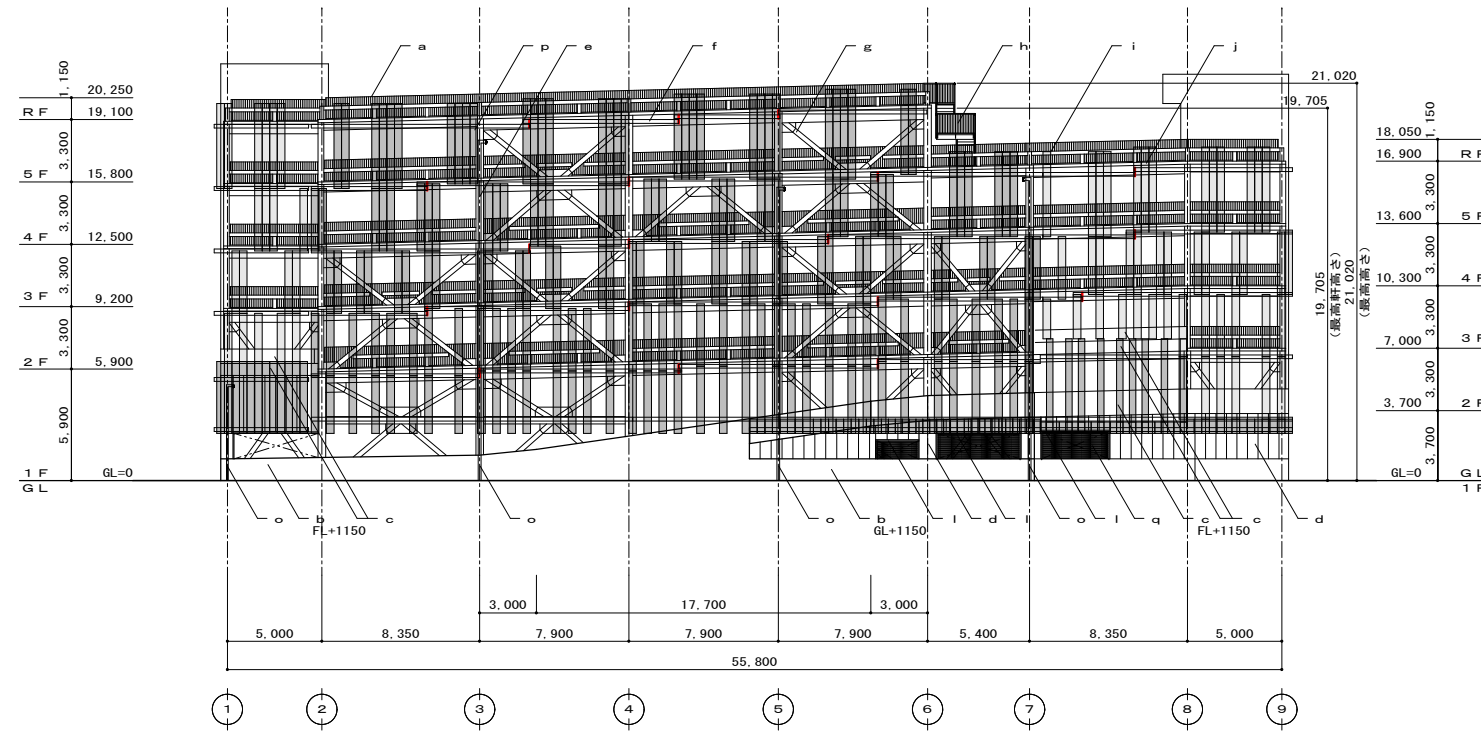 a
p
e
f
g
h
i
j
1,150
20,250
RF 19,100
3,300
5F 15,800
3,300
4F 12,500
3,300
3F 9,200
3,300
2F 5,900
5,900
1F GL=0
GL
21,020
19,705
18,050 1,150
16,900 RF
3,300
13,600 5F
3,300
10,300 4F
3,300
7,000 3F
3,300
3,700 2F
3,700
GL=0 GL
1F
19,705
(最高軒高さ)
21,020
(最高高さ)
o b c o o b l d l o l q c c d
FL+1150 GL+1150 FL+1150
3,000 17,700 3,000
5,000 8,350 7,900 7,900 7,900 5,400 8,350 5,000
55,800
1 2 3 4 5 6 7 8 9